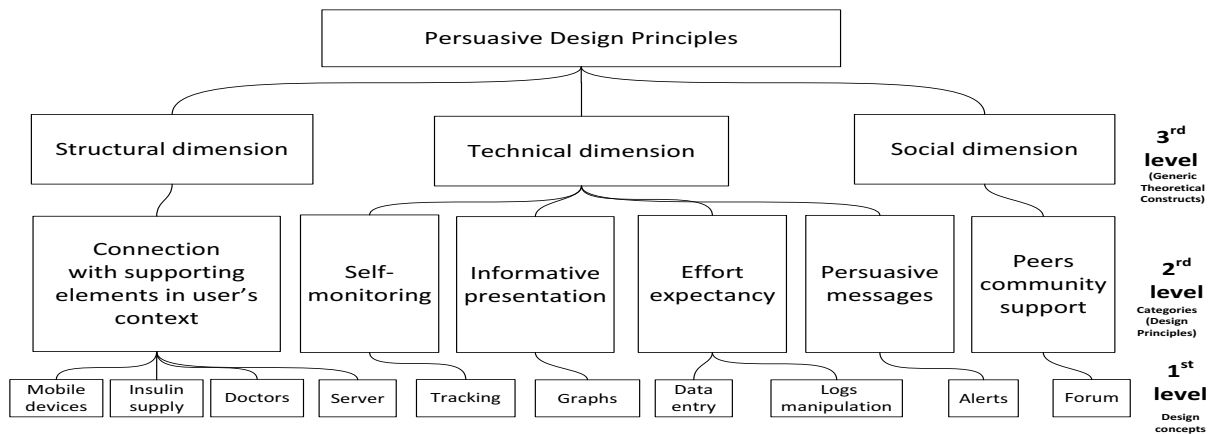 Persuasive Design Principles
Structural dimension
Technical dimension
Social dimension
3rd
level
(Generic
Theoretical
Constructs)
Connection
with supporting
elements in user's
context
Self-
monitoring
Informative
presentation
Effort
expectancy
Persuasive
messages
Peers
community
support
2rd
level
Categories
(Design
Principles)
Mobile
devices
Insulin
supply
Doctors
Server
Tracking
Graphs
Data
entry
Logs
manipulation
Alerts
Forum
1st
level
Design
concepts